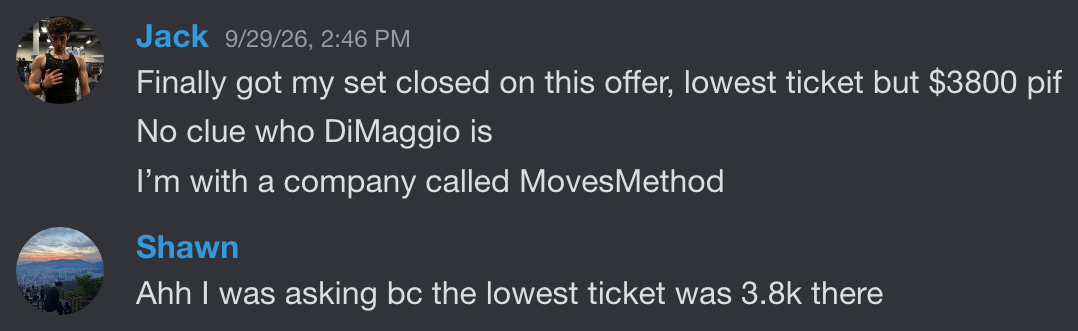 Jack 9/29/26, 2:46 PM
Finally got my set closed on this offer, lowest ticket but $3800 pif
No clue who DiMaggio is
I’m with a company called MovesMethod
Shawn
Ahh I was asking bc the lowest ticket was 3.8k there